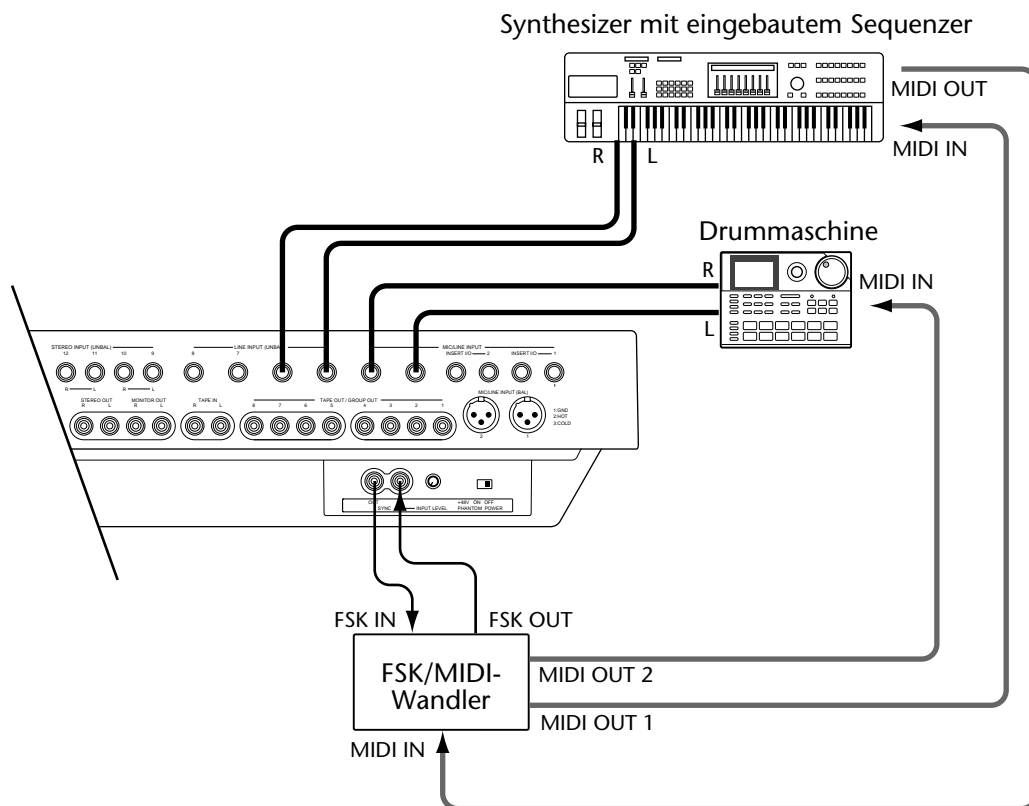 Synthesizer mit eingebautem Sequenzer
MIDI OUT
MIDI IN
R L
Drummaschine
R
MIDI IN
L
STEREO INPUT (UNBAL)
LINE INPUT (UNBAL)
MIC/LINE INPUT
12 11 10 9 8 7 INSERT I/O 2 INSERT I/O 1
R L R L
MIC/LINE INPUT (BAL)
STEREO OUT MONITOR OUT TAPE IN TAPE OUT / GROUP OUT
R L R L R L 8 7 6 5 4 3 2 1
1:GND
2:HOT
3:COLD
2 1
OUT +48V ON OFF
SYNC INPUT LEVEL PHANTOM POWER
FSK IN FSK OUT
FSK/MIDI-
Wandler
MIDI OUT 2
MIDI OUT 1
MIDI IN